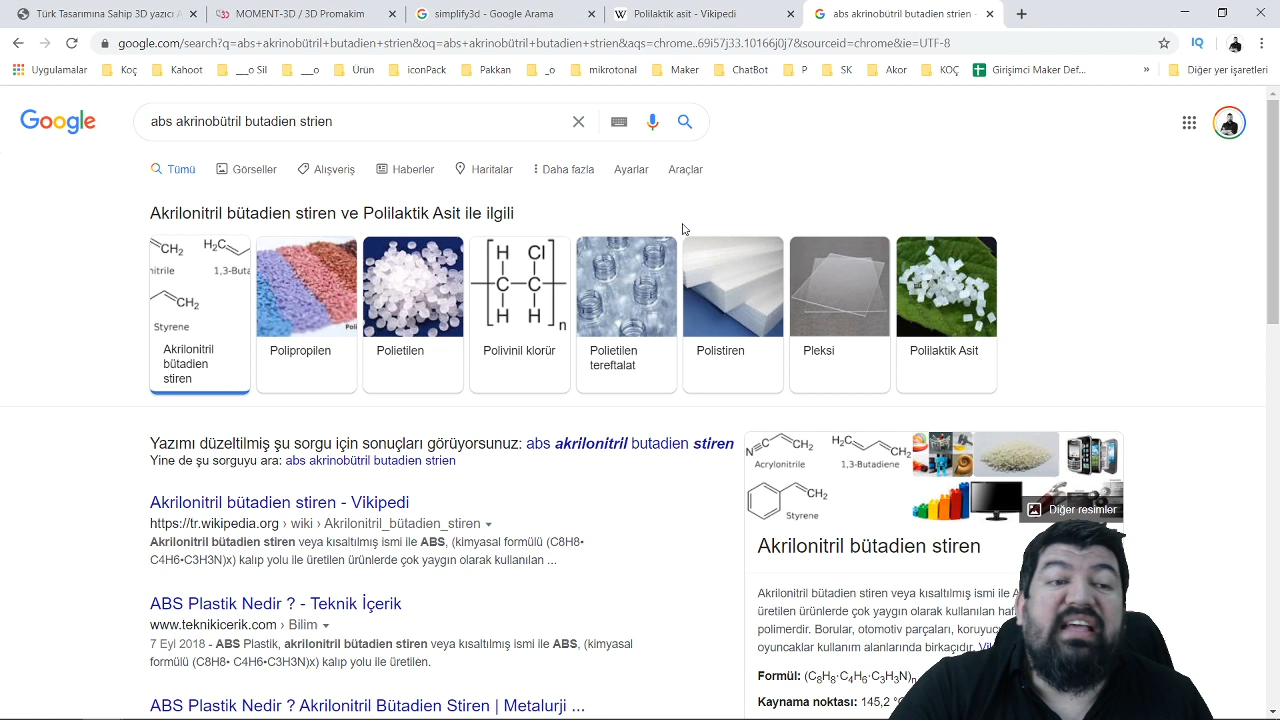 Türk Tasarımına Sahip 3D yazıcı A
MOMENT-3D / 3D Promakim
simplify3d - Google Arama
Polilaktik asit - Vikipedi
abs akrinobütril butadien strien -
google.com/search?q=abs+akrinobütril+butadien+strien&oq=abs+akrinobütril+butadien+strien&aqs=chrome..69i57j33.10166j0j7&sourceid=chrome&ie=UTF-8
Uygulamalar
Koç
Kahoot
___o Sil
___o
Ürün
iconPack
Pakkan
_o
mikrotonal
Maker
ChatBot
P
SK
Akor
KOÇ
Girişimci Maker Def...
»
Diğer yer işaretleri
Google
abs akrinobütril butadien strien
Tümü
Görseller
Alışveriş
Haberler
Haritalar
Daha fazla
Ayarlar
Araçlar
Akrilonitril bütadien stiren ve Polilaktik Asit ile ilgili
Styrene
Akrilonitril
bütadien
stiren
Polipropilen
Polietilen
H Cl
C C
H H
n
Polivinil klorür
Polietilen
tereftalat
Polistiren
Pleksi
Polilaktik Asit
Yazımı düzeltilmiş şu sorgu için sonuçları görüyorsunuz: abs akrilonitril butadien stiren
Yine de şu sorguyu ara: abs akrinobütril butadien strien
Akrilonitril bütadien stiren - Vikipedi
https://tr.wikipedia.org › wiki › Akrilonitril_bütadien_stiren
Akrilonitril bütadien stiren veya kısaltılmış ismi ile ABS, (kimyasal formülü (C8H8•
C4H6•C3H3N)x) kalıp yolu ile üretilen ürünlerde çok yaygın olarak kullanılan ...
ABS Plastik Nedir ? - Teknik İçerik
www.teknikicerik.com › Bilim
7 Eyl 2018 - ABS Plastik, akrilonitril bütadien stiren veya kısaltılmış ismi ile ABS, (kimyasal
formülü (C8H8• C4H6•C3H3N)x) kalıp yolu ile üretilen.
ABS Plastik Nedir ? Akrilonitril Bütadien Stiren | Metalurji ...
Acrylonitrile
1,3-Butadiene
Styrene
Diğer resimler
Akrilonitril bütadien stiren
Akrilonitril bütadien stiren veya kısaltılmış ismi ile A
üretilen ürünlerde çok yaygın olarak kullanılan haf
polimerdir. Borular, otomotiv parçaları, koruyuc
oyuncaklar kullanım alanlarında birkaçıdır. Vi
Formül: (C₈H₈·C₄H₆·C₃H₃N)n
Kaynama noktası: 145,2 °C